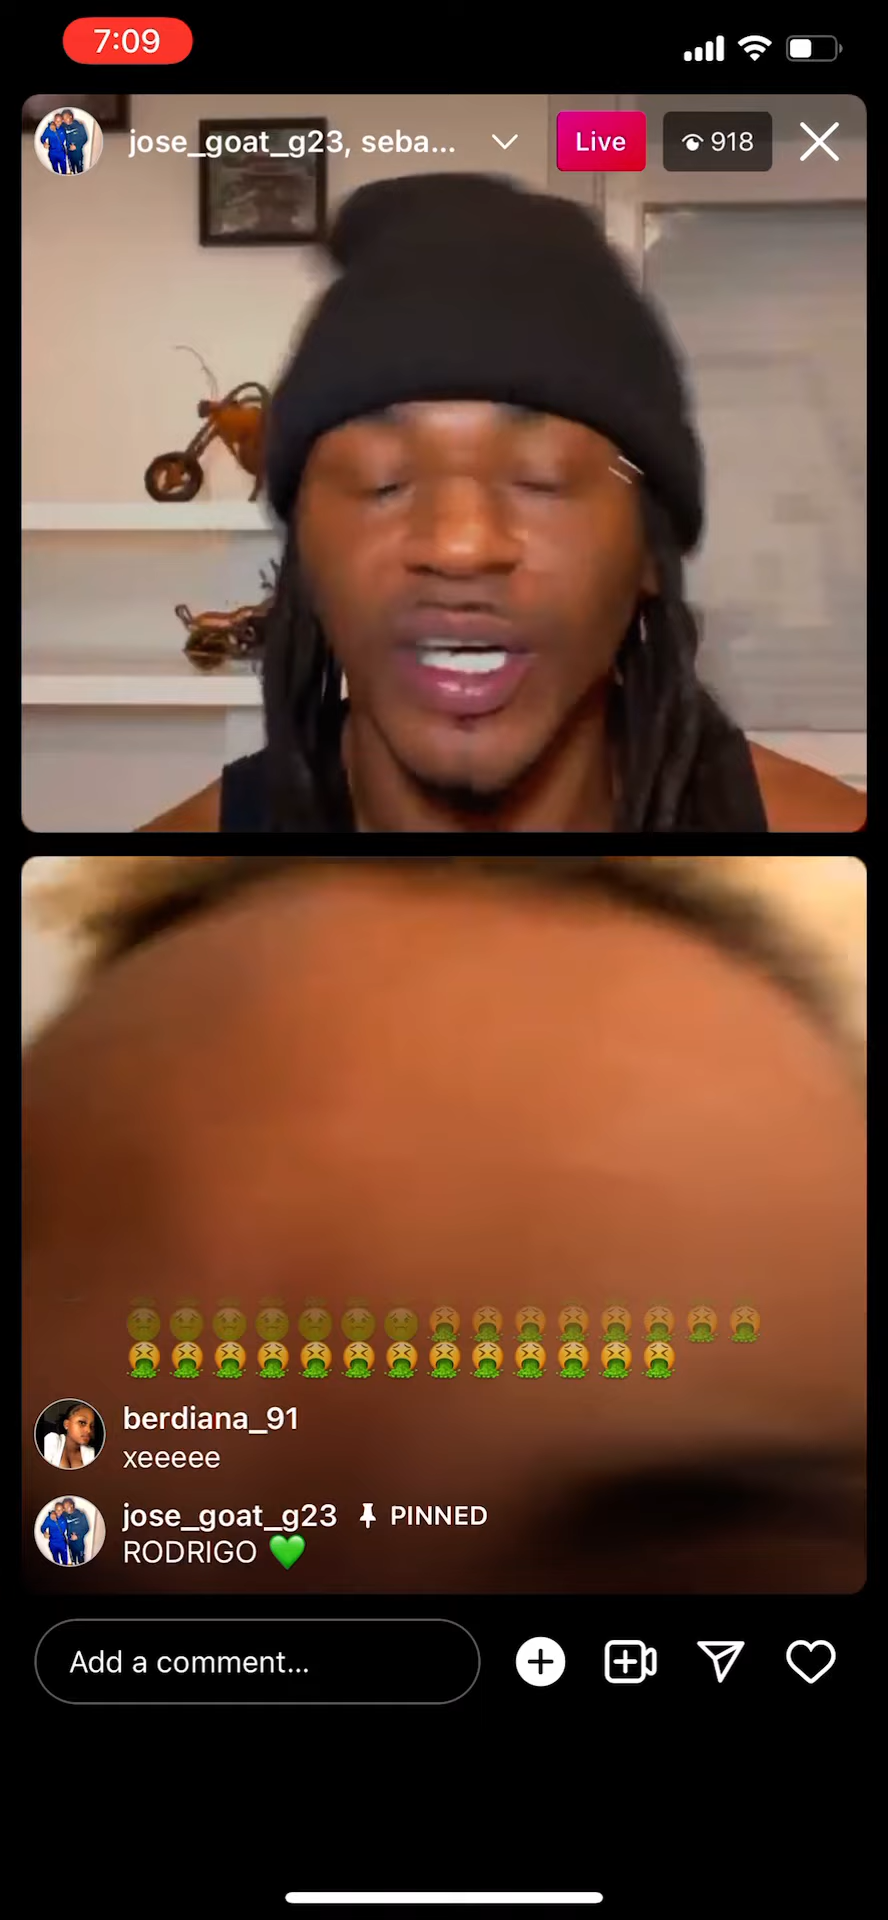 7:09
jose_goat_g23, seba...
Live
918
🤢🤢🤢🤢🤢🤢🤢🤮🤮🤮🤮🤮🤮🤮🤮
🤮🤮🤮🤮🤮🤮🤮🤮🤮🤮🤮🤮🤮
berdiana_91
xeeeee
jose_goat_g23 📌 PINNED
RODRIGO 💚
Add a comment...